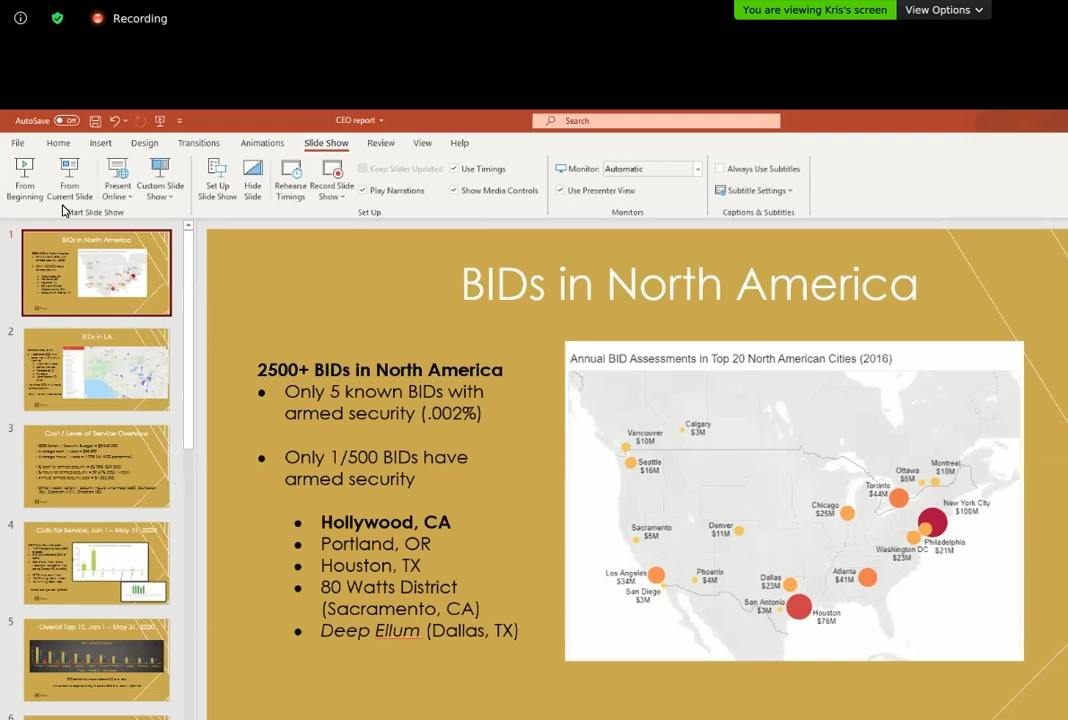 Recording
You are viewing Kris's screen
View Options
AutoSave Off
CEO report
Search
File Home Insert Design Transitions Animations Slide Show Review View Help
From Beginning
From Current Slide
Present Online
Custom Slide Show
Start Slide Show
Set Up Slide Show
Hide Slide
Rehearse Timings
Record Slide Show
Keep Slides Updated
Play Narrations
Use Timings
Show Media Controls
Set Up
Monitor: Automatic
Use Presenter View
Monitors
Always Use Subtitles
Subtitle Settings
Captions & Subtitles
1
BIDs in North America
2
BIDs in LA
3
Cost / Level of Service Overview
4
Calls for Service, Jan 1 – May 31, 2020
5
Overall Top 10, Jan 1 – May 31, 2020
6
BIDs in North America
2500+ BIDs in North America
● Only 5 known BIDs with
armed security (.002%)
● Only 1/500 BIDs have
armed security
● Hollywood, CA
● Portland, OR
● Houston, TX
● 80 Watts District
(Sacramento, CA)
● Deep Ellum (Dallas, TX)
Annual BID Assessments in Top 20 North American Cities (2016)
Calgary
$3M
Vancouver
$10M
Seattle
$16M
Ottawa
$6M
Montreal
$10M
Toronto
$44M
Chicago
$25M
New York City
$100M
Sacramento
$5M
Denver
$11M
Philadelphia
$21M
Washington DC
$23M
Los Angeles
$34M
Phoenix
$4M
San Diego
$3M
Dallas
$23M
Atlanta
$41M
San Antonio
$3M
Houston
$76M